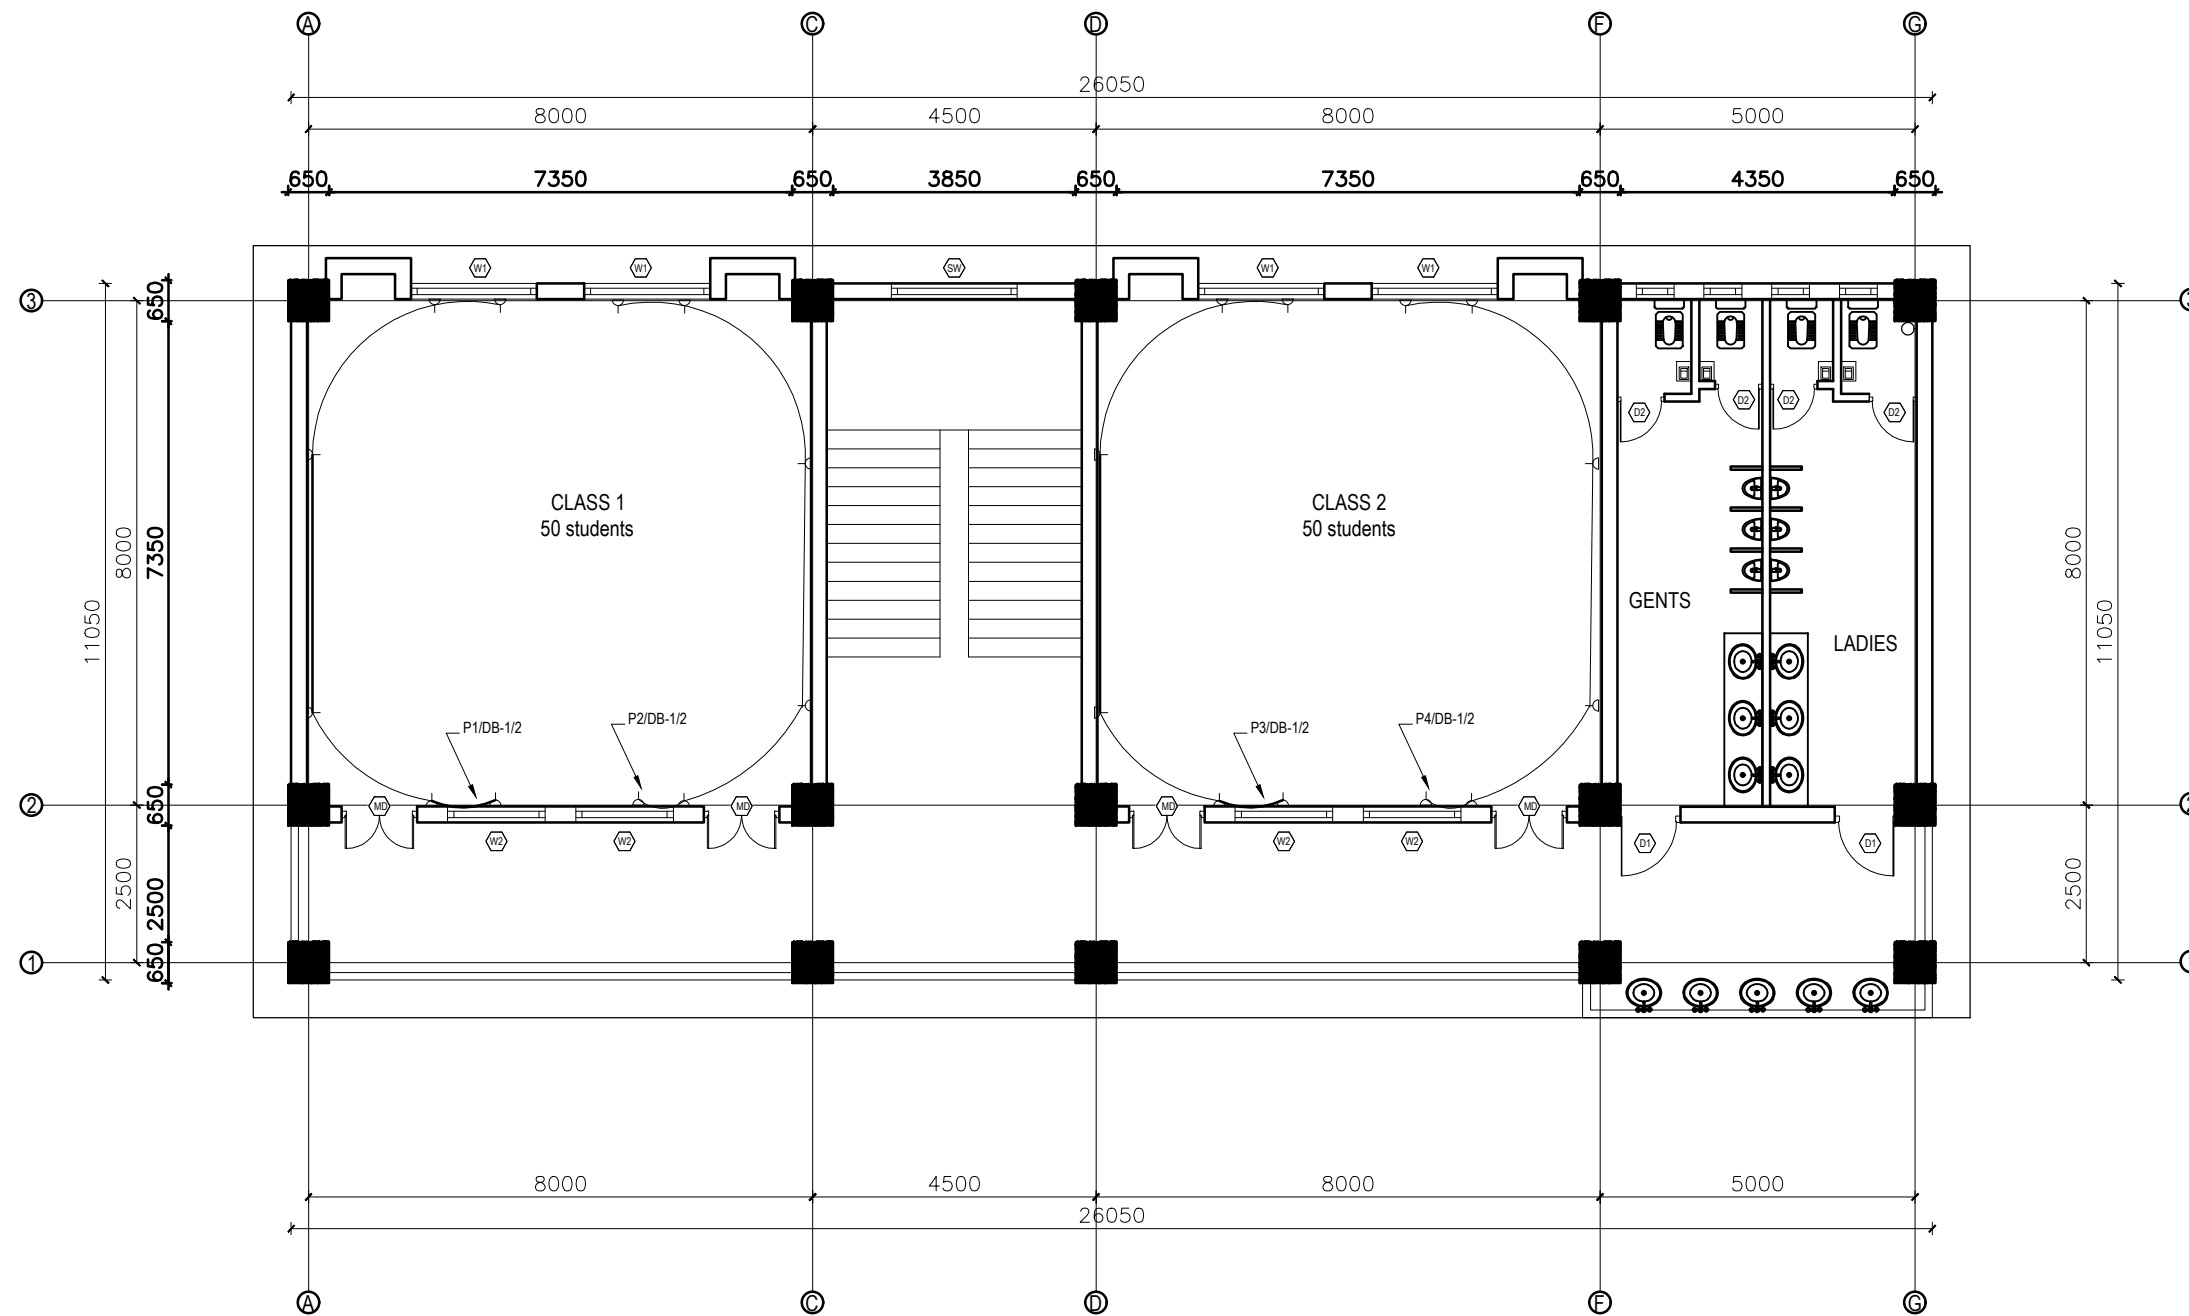 A C D F G
26050
8000 4500 8000 5000
650 7350 650 3850 650 7350 650 4350 650
W1 W1 SW W1 W1
3 3
650
D2 D2 D2 D2
CLASS 1
50 students
CLASS 2
50 students
11050 8000 7350
8000 11050
GENTS
LADIES
P1/DB-1/2 P2/DB-1/2 P3/DB-1/2 P4/DB-1/2
2 2
650
MD MD MD MD
W2 W2 W2 W2 D1 D1
2500 2500
2500
1
650
8000 4500 8000 5000
26050
A C D F G